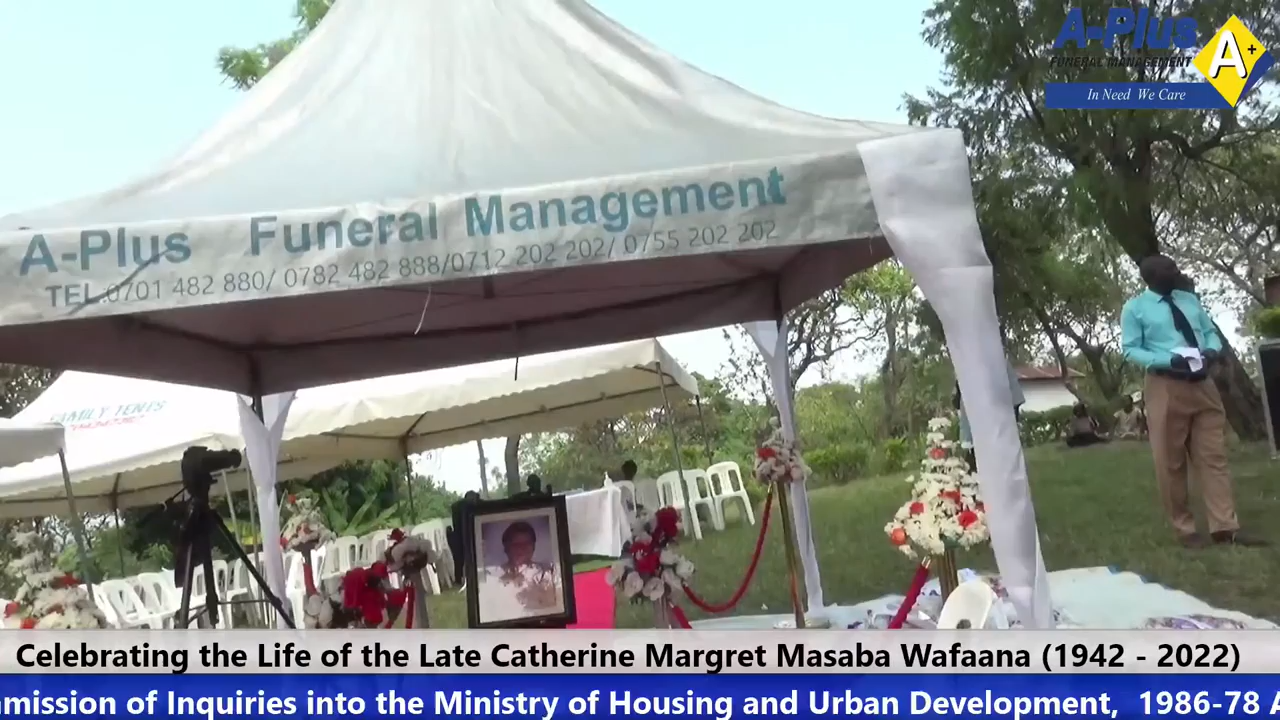 A-Plus
FUNERAL MANAGEMENT
A+
In Need We Care
A-Plus Funeral Management
TEL:0701 482 880/ 0782 482 888/0712 202 202/ 0755 202 202
FAMILY TENTS
Celebrating the Life of the Late Catherine Margret Masaba Wafaana (1942 - 2022)
mission of Inquiries into the Ministry of Housing and Urban Development, 1986-78 A